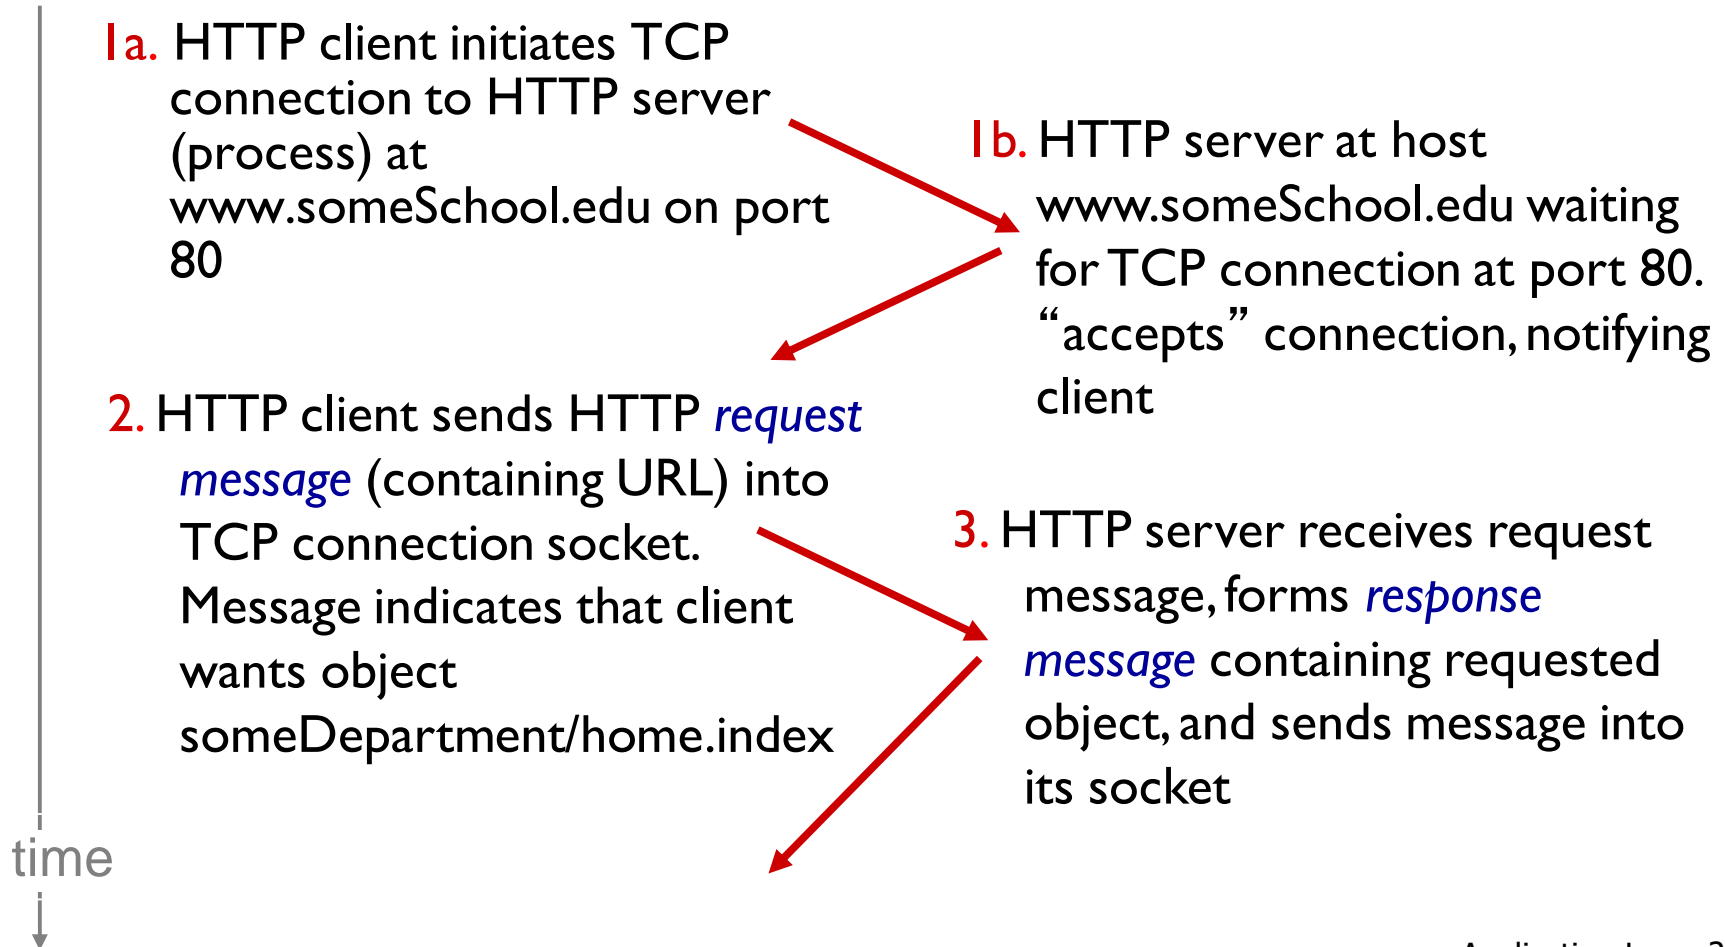 1a. HTTP client initiates TCP
connection to HTTP server
(process) at
www.someSchool.edu on port
80
1b. HTTP server at host
www.someSchool.edu waiting
for TCP connection at port 80.
“accepts” connection, notifying
client
2. HTTP client sends HTTP request
message (containing URL) into
TCP connection socket.
Message indicates that client
wants object
someDepartment/home.index
3. HTTP server receives request
message, forms response
message containing requested
object, and sends message into
its socket
time